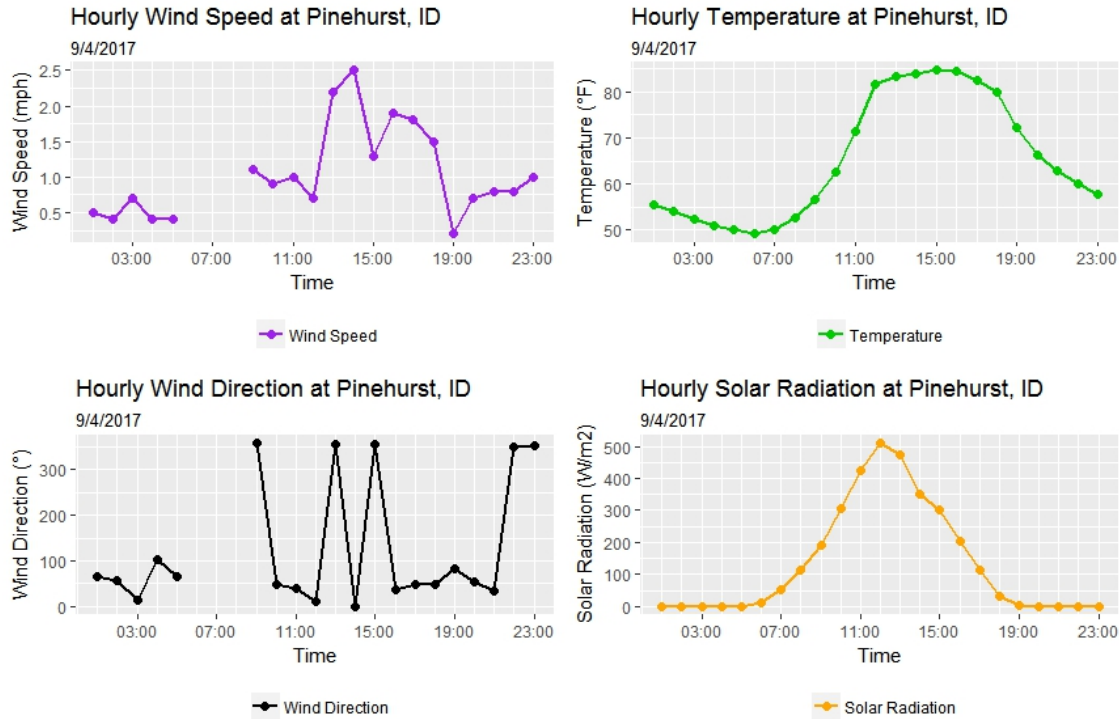 Hourly Wind Speed at Pinehurst, ID
9/4/2017
Wind Speed (mph)
2.5
2.0
1.5
1.0
0.5
03:00 07:00 11:00 15:00 19:00 23:00
Time
Wind Speed
Hourly Temperature at Pinehurst, ID
9/4/2017
Temperature (°F)
80
70
60
50
03:00 07:00 11:00 15:00 19:00 23:00
Time
Temperature
Hourly Wind Direction at Pinehurst, ID
9/4/2017
Wind Direction (°)
300
200
100
0
03:00 07:00 11:00 15:00 19:00 23:00
Time
Wind Direction
Hourly Solar Radiation at Pinehurst, ID
9/4/2017
Solar Radiation (W/m2)
500
400
300
200
100
0
03:00 07:00 11:00 15:00 19:00 23:00
Time
Solar Radiation